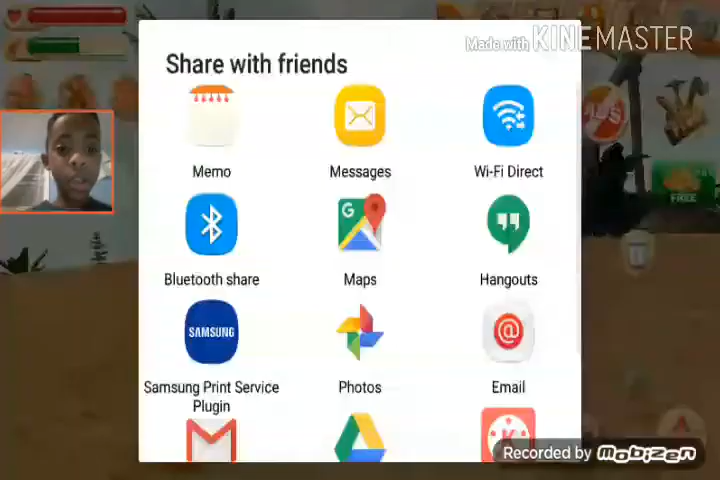 Made with KINEMASTER
Share with friends
Memo
Messages
Wi-Fi Direct
G
Bluetooth share
Maps
Hangouts
SAMSUNG
Samsung Print Service
Plugin
Photos
Email
FREE
Recorded by mobizen